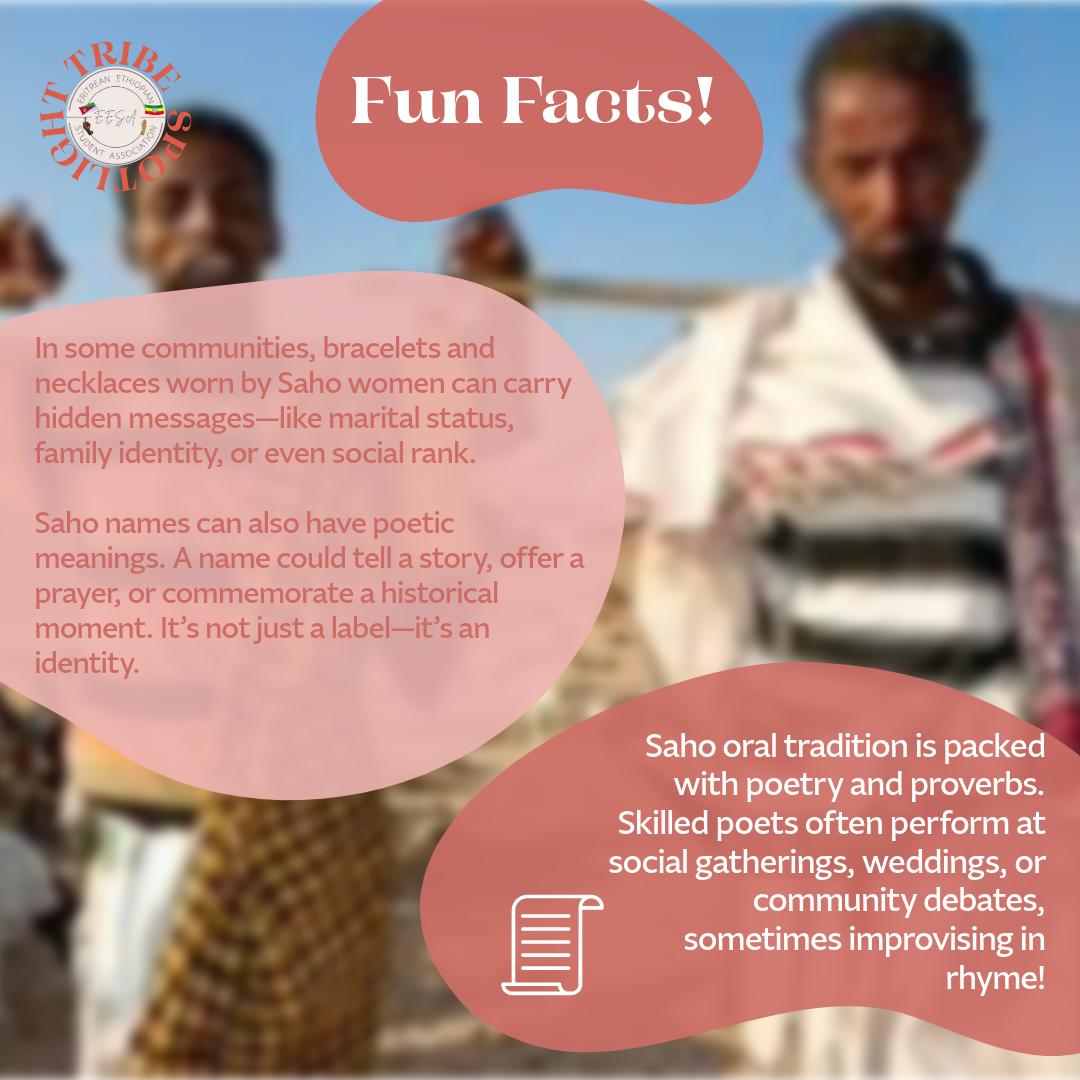 TRIBE SPOTLIGHT
ERITREAN ETHIOPIAN
EESA
STUDENT ASSOCIATION
Fun Facts!
In some communities, bracelets and
necklaces worn by Saho women can carry
hidden messages—like marital status,
family identity, or even social rank.
Saho names can also have poetic
meanings. A name could tell a story, offer a
prayer, or commemorate a historical
moment. It’s not just a label—it’s an
identity.
Saho oral tradition is packed
with poetry and proverbs.
Skilled poets often perform at
social gatherings, weddings, or
community debates,
sometimes improvising in
rhyme!